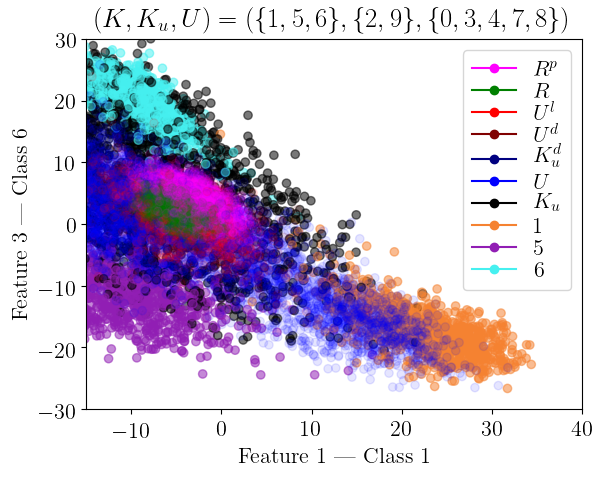 (K, K_u, U) = ({1, 5, 6}, {2, 9}, {0, 3, 4, 7, 8})
30
20
10
0
−10
−20
−30
Feature 3 — Class 6
−10
0
10
20
30
40
Feature 1 — Class 1
R^p
R
U^l
U^d
K_u^d
U
K_u
1
5
6